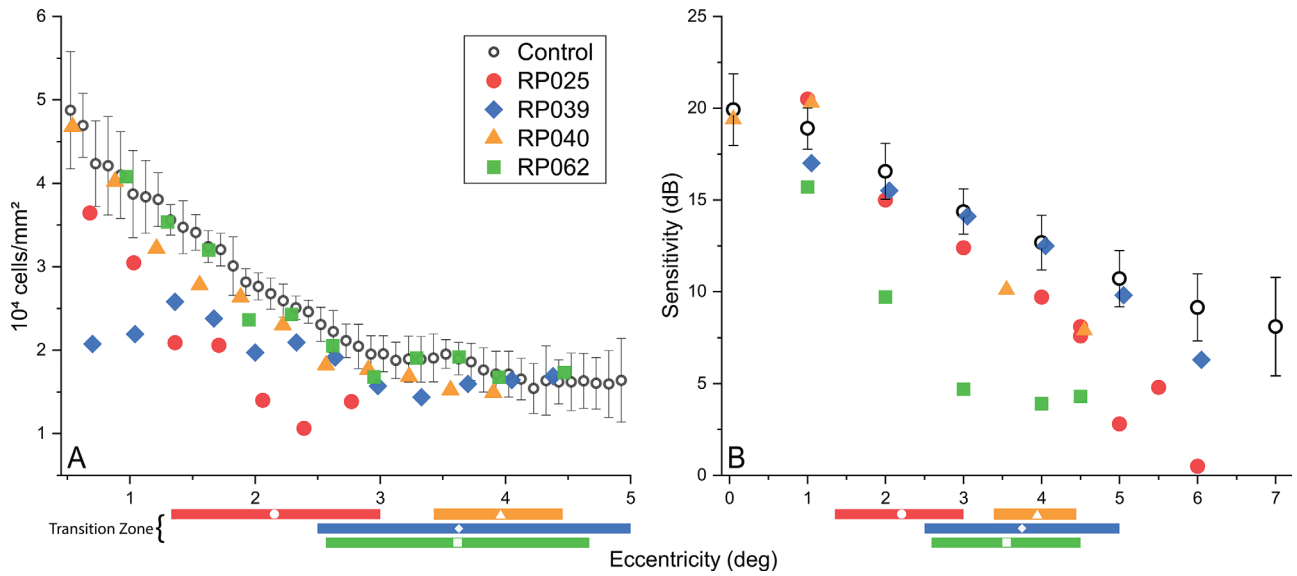 6
5
4
3
2
1
10⁴ cells/mm²
Control
RP025
RP039
RP040
RP062
A
1
2
3
4
5
25
20
15
10
5
0
Sensitivity (dB)
B
0
1
2
3
4
5
6
7
Transition Zone {
Eccentricity (deg)